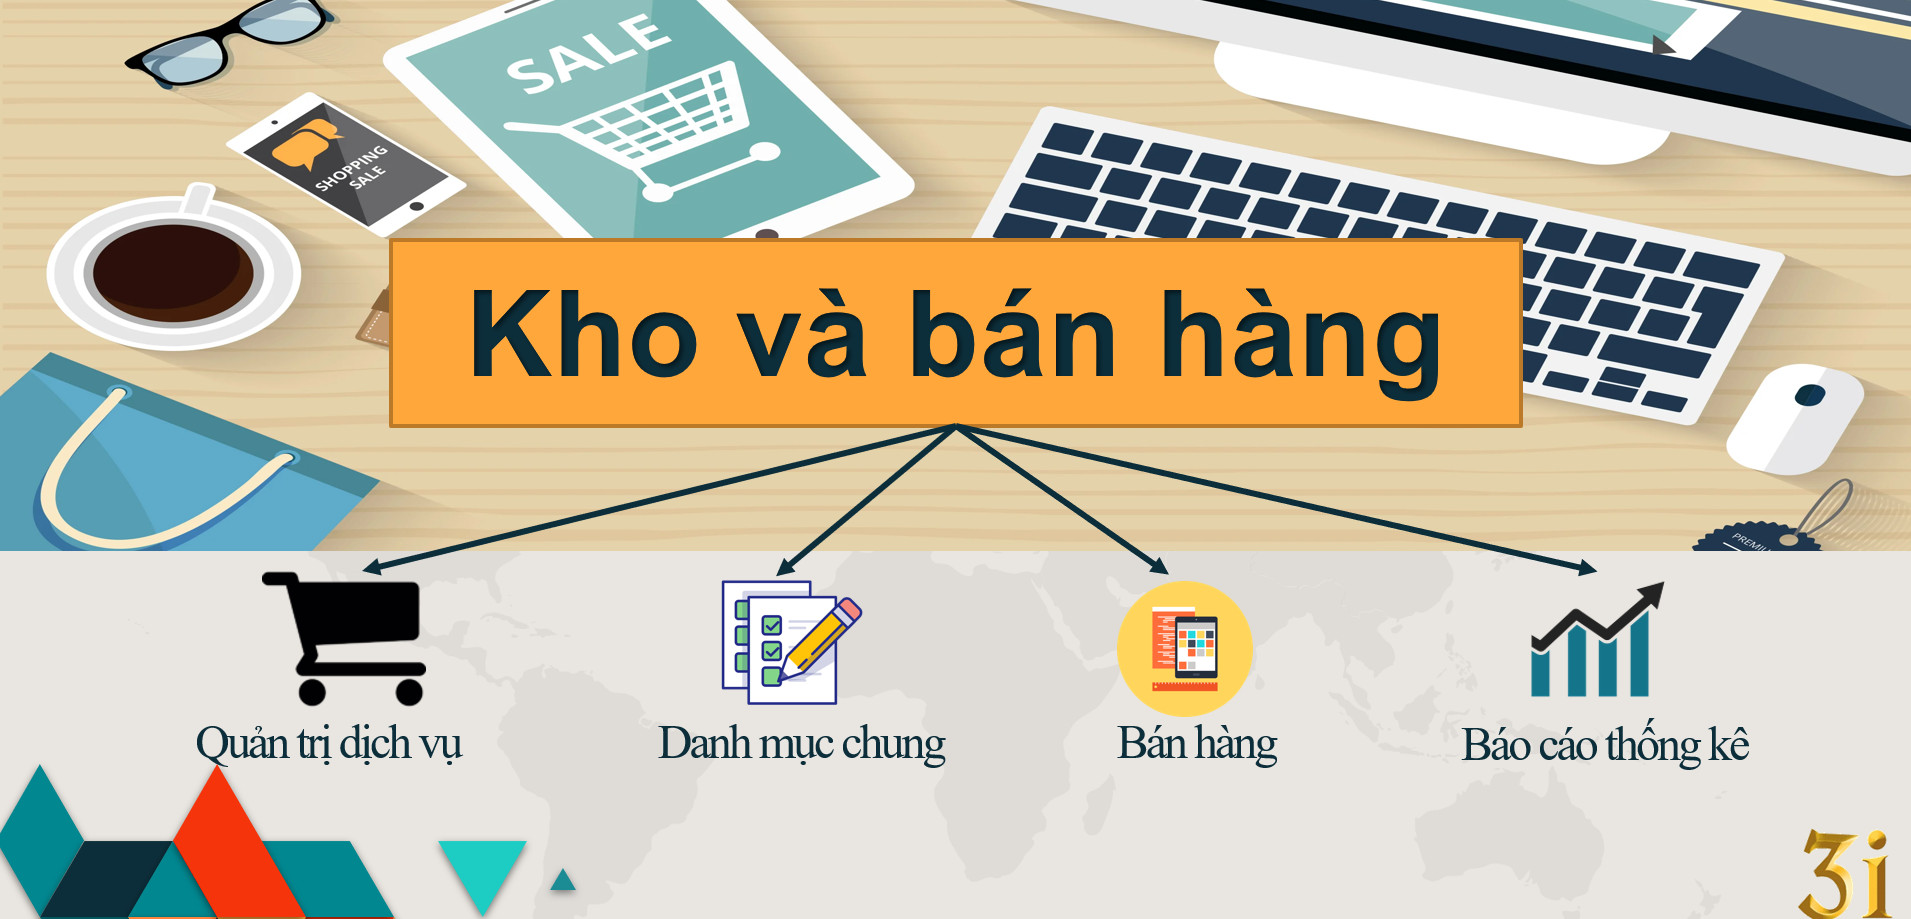 SALE
SHOPPING
SALE
Kho và bán hàng
Quản trị dịch vụ
Danh mục chung
Bán hàng
Báo cáo thống kê
3i